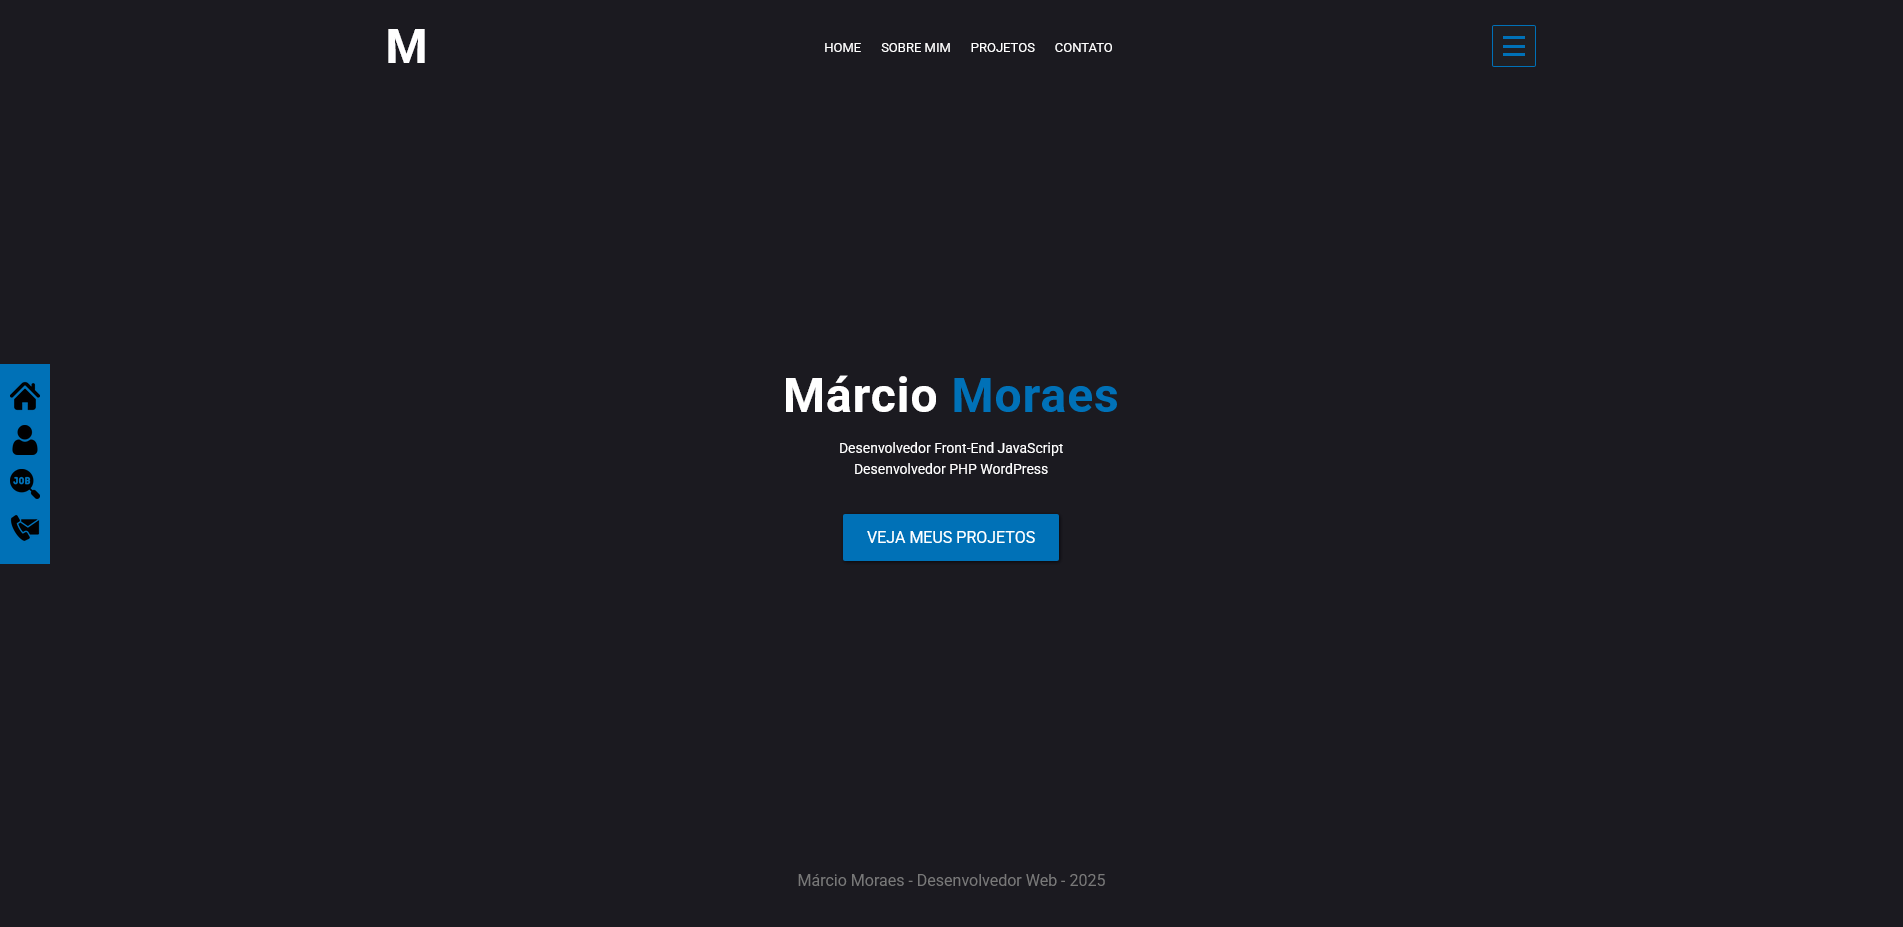 M
HOME SOBRE MIM PROJETOS CONTATO
Márcio Moraes
Desenvolvedor Front-End JavaScript
Desenvolvedor PHP WordPress
JOB
VEJA MEUS PROJETOS
Márcio Moraes - Desenvolvedor Web - 2025